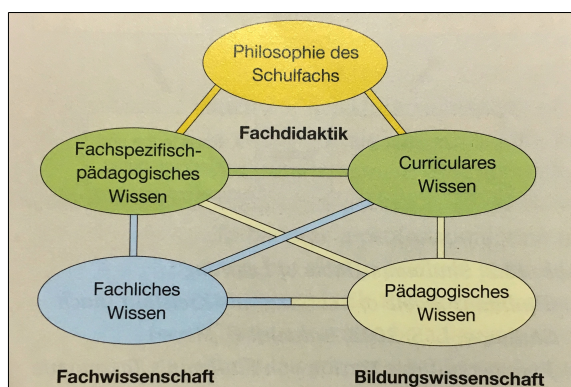 Philosophie des
Schulfachs
Fachdidaktik
Fachspezifisch-
pädagogisches
Wissen
Curriculares
Wissen
Fachliches
Wissen
Pädagogisches
Wissen
Fachwissenschaft
Bildungswissenschaft